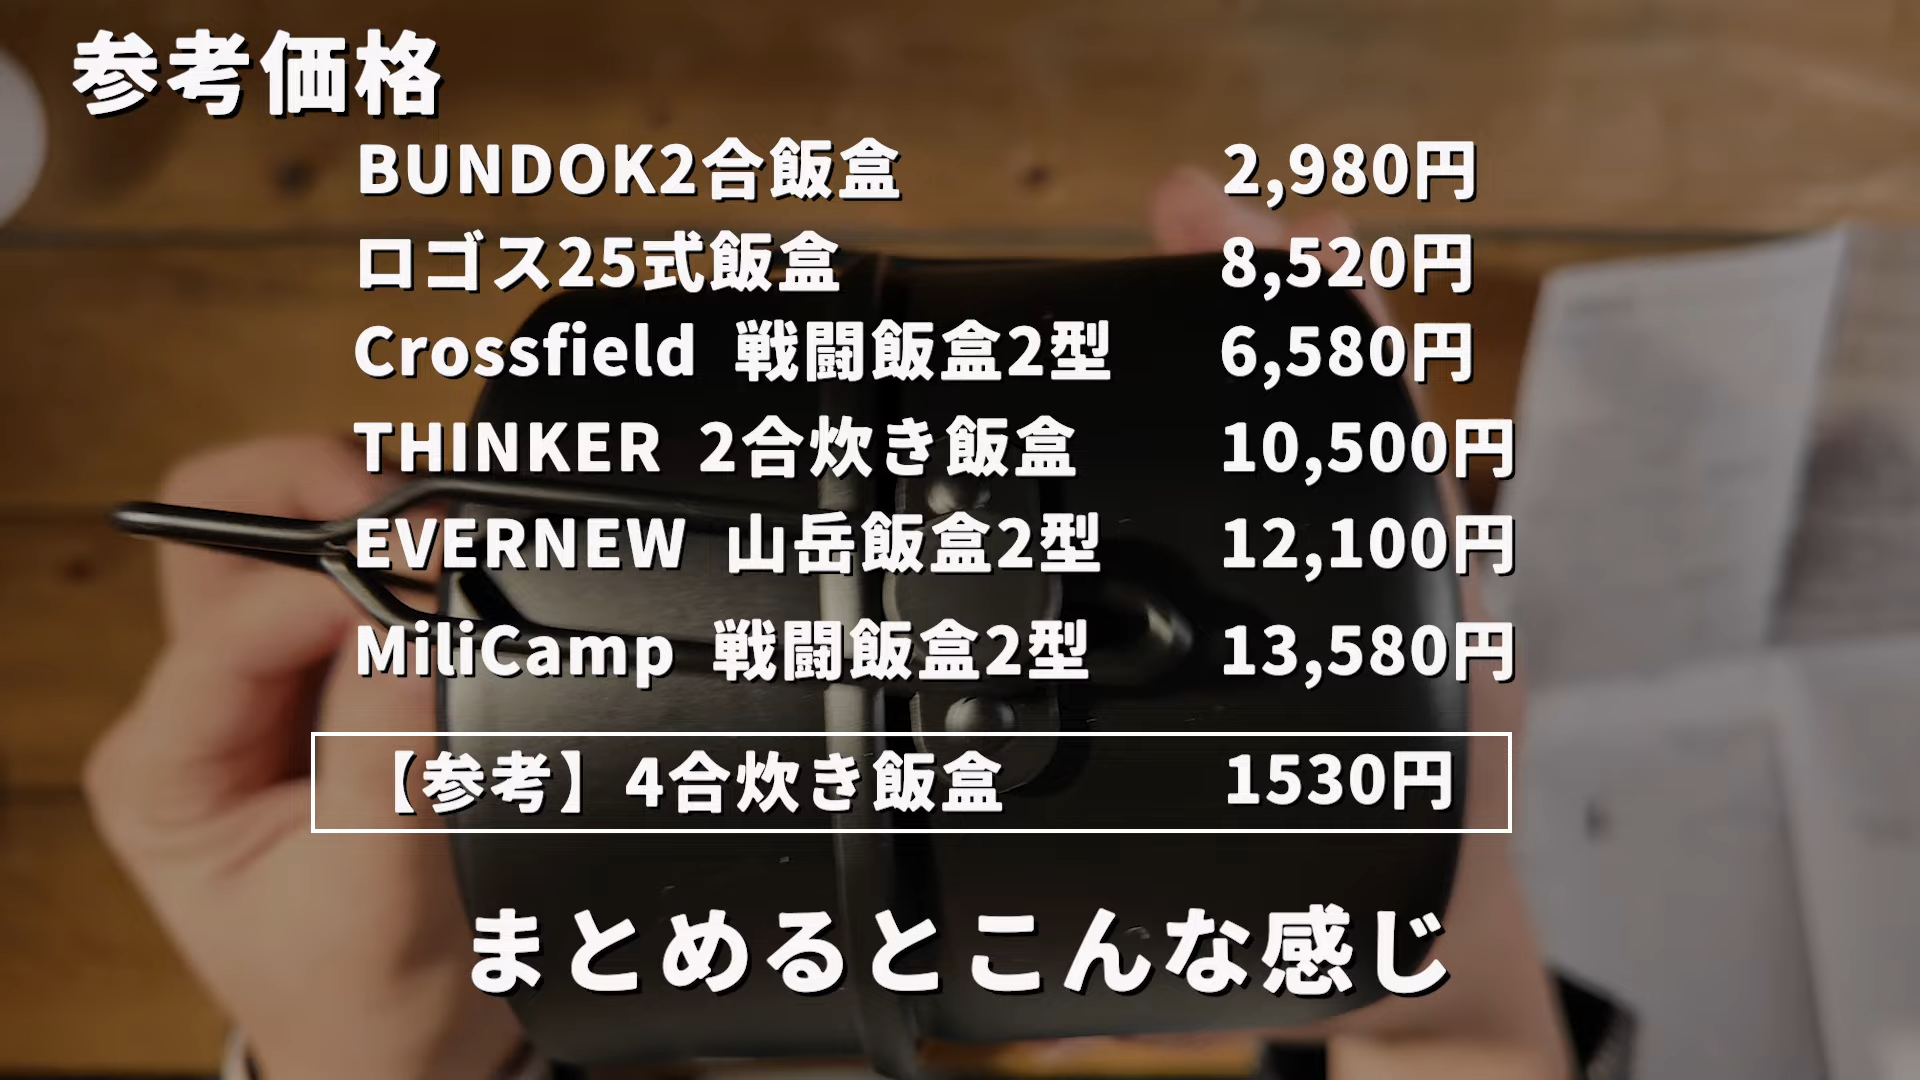 参考価格
BUNDOK2合飯盒 2,980円
ロゴス25式飯盒 8,520円
Crossfield 戦闘飯盒2型 6,580円
THINKER 2合炊き飯盒 10,500円
EVERNEW 山岳飯盒2型 12,100円
MiliCamp 戦闘飯盒2型 13,580円
【参考】4合炊き飯盒 1530円
まとめるとこんな感じ